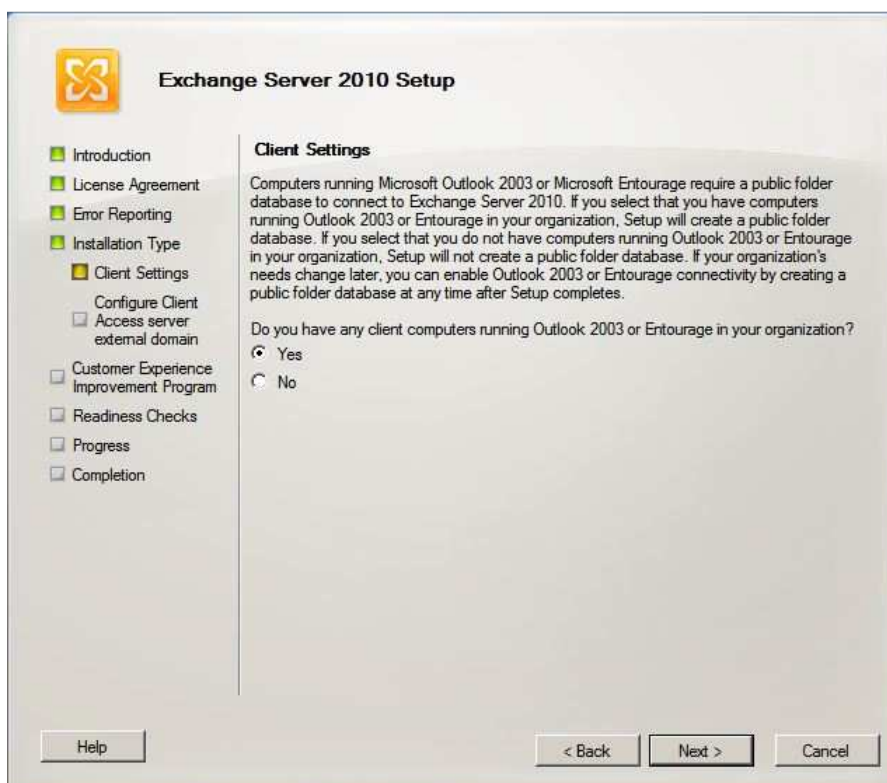 Exchange Server 2010 Setup
Introduction
License Agreement
Error Reporting
Installation Type
Client Settings
Configure Client
Access server
external domain
Customer Experience
Improvement Program
Readiness Checks
Progress
Completion
Client Settings
Computers running Microsoft Outlook 2003 or Microsoft Entourage require a public folder
database to connect to Exchange Server 2010. If you select that you have computers
running Outlook 2003 or Entourage in your organization, Setup will create a public folder
database. If you select that you do not have computers running Outlook 2003 or Entourage
in your organization, Setup will not create a public folder database. If your organization's
needs change later, you can enable Outlook 2003 or Entourage connectivity by creating a
public folder database at any time after Setup completes.
Do you have any client computers running Outlook 2003 or Entourage in your organization?
Yes
No
Help
< Back
Next >
Cancel